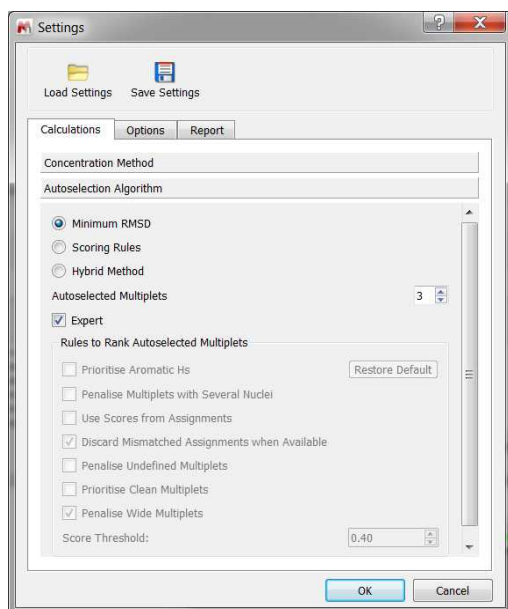 Settings
Load Settings Save Settings
Calculations Options Report
Concentration Method
Autoselection Algorithm
Minimum RMSD
Scoring Rules
Hybrid Method
Autoselected Multiplets 3
Expert
Rules to Rank Autoselected Multiplets
Prioritise Aromatic Hs Restore Default
Penalise Multiplets with Several Nuclei
Use Scores from Assignments
Discard Mismatched Assignments when Available
Penalise Undefined Multiplets
Prioritise Clean Multiplets
Penalise Wide Multiplets
Score Threshold: 0.40
OK Cancel